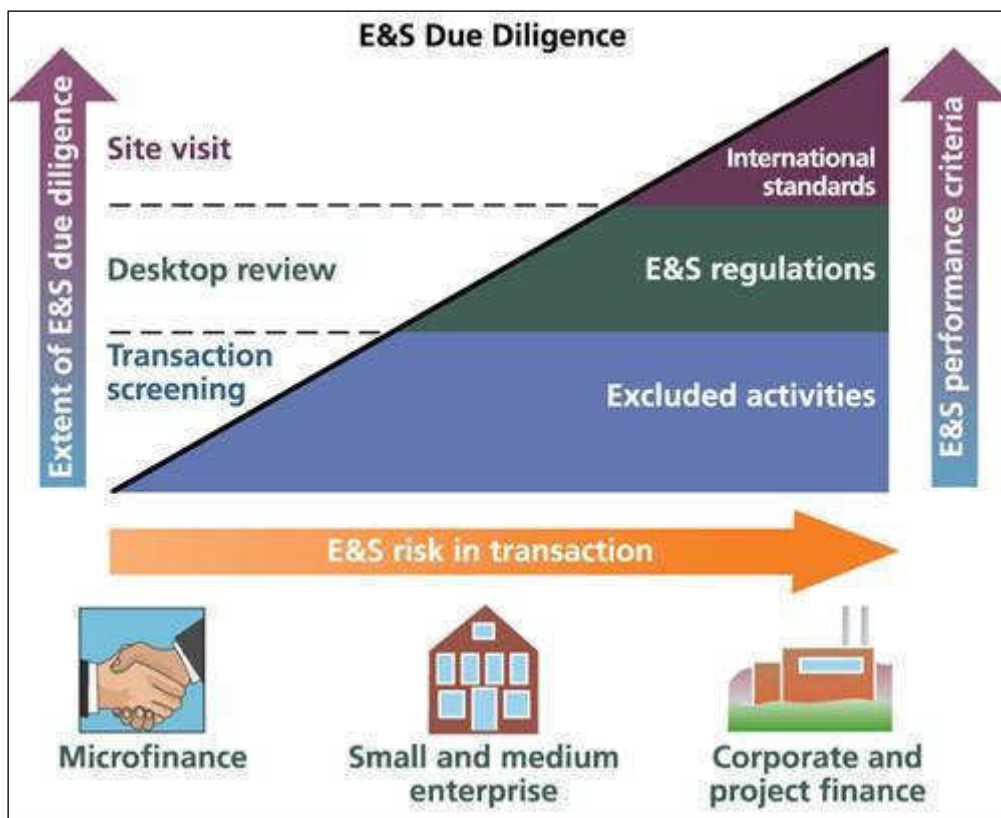 E&S Due Diligence
Extent of E&S due diligence
Site visit
Desktop review
Transaction
screening
International
standards
E&S regulations
Excluded activities
E&S performance criteria
E&S risk in transaction
Microfinance
Small and medium
enterprise
Corporate and
project finance